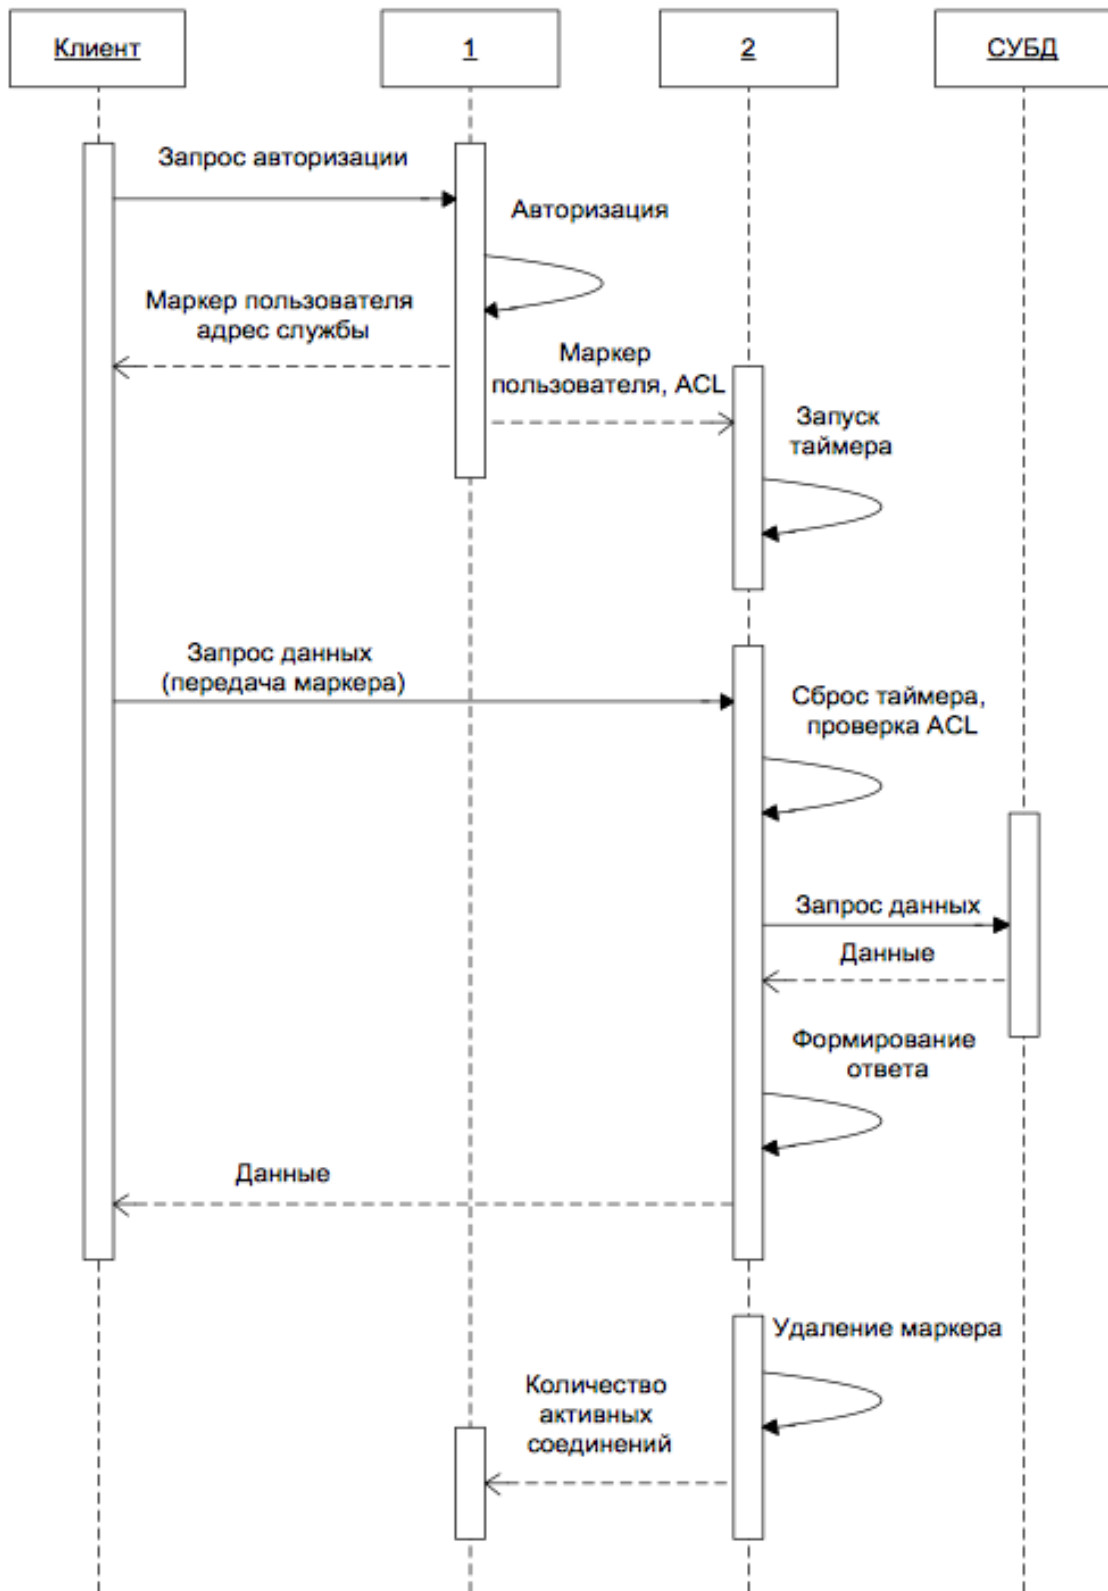 Клиент
1
2
СУБД
Запрос авторизации
Авторизация
Маркер пользователя
адрес службы
Маркер
пользователя, ACL
Запуск
таймера
Запрос данных
(передача маркера)
Сброс таймера,
проверка ACL
Запрос данных
Данные
Формирование
ответа
Данные
Удаление маркера
Количество
активных
соединений